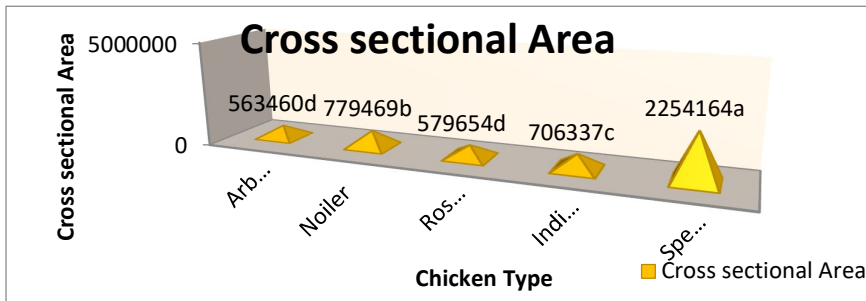 Cross sectional Area
Cross sectional Area
5000000
0
563460d
779469b
579654d
706337c
2254164a
Arb...
Noiler
Ros...
Indi...
Spe...
Chicken Type
Cross sectional Area